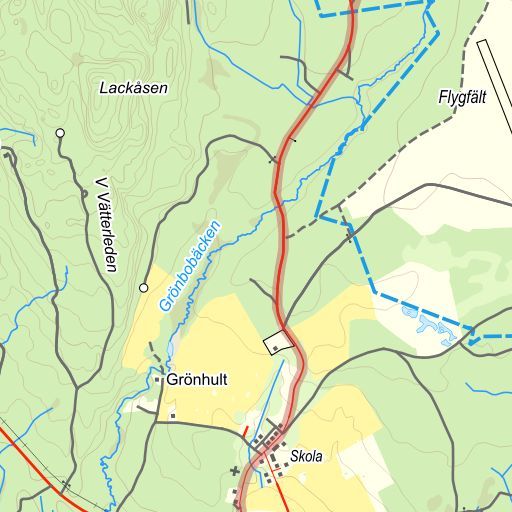 Lackåsen
Flygfält
V Vätterleden
Grönbobäcken
Grönhult
Skola